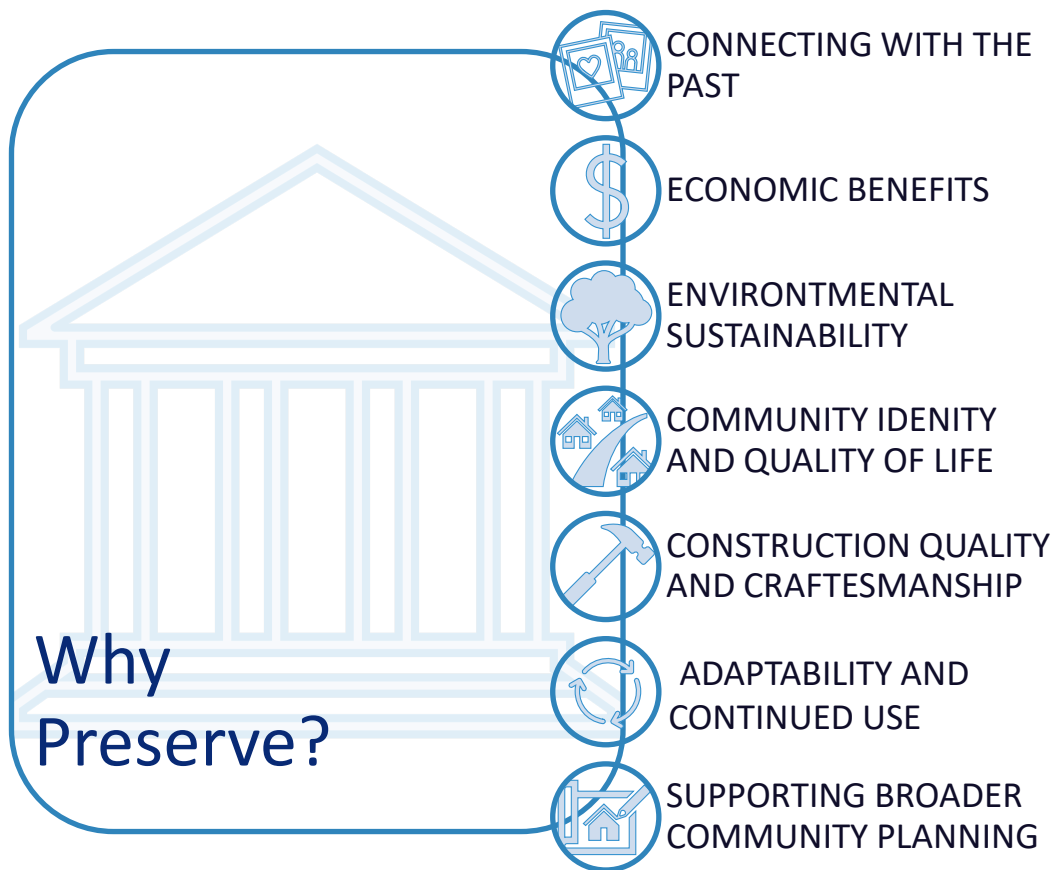 CONNECTING WITH THE
PAST
$
ECONOMIC BENEFITS
ENVIRONTMENTAL
SUSTAINABILITY
COMMUNITY IDENITY
AND QUALITY OF LIFE
CONSTRUCTION QUALITY
AND CRAFTESMANSHIP
ADAPTABILITY AND
CONTINUED USE
SUPPORTING BROADER
COMMUNITY PLANNING
Why
Preserve?